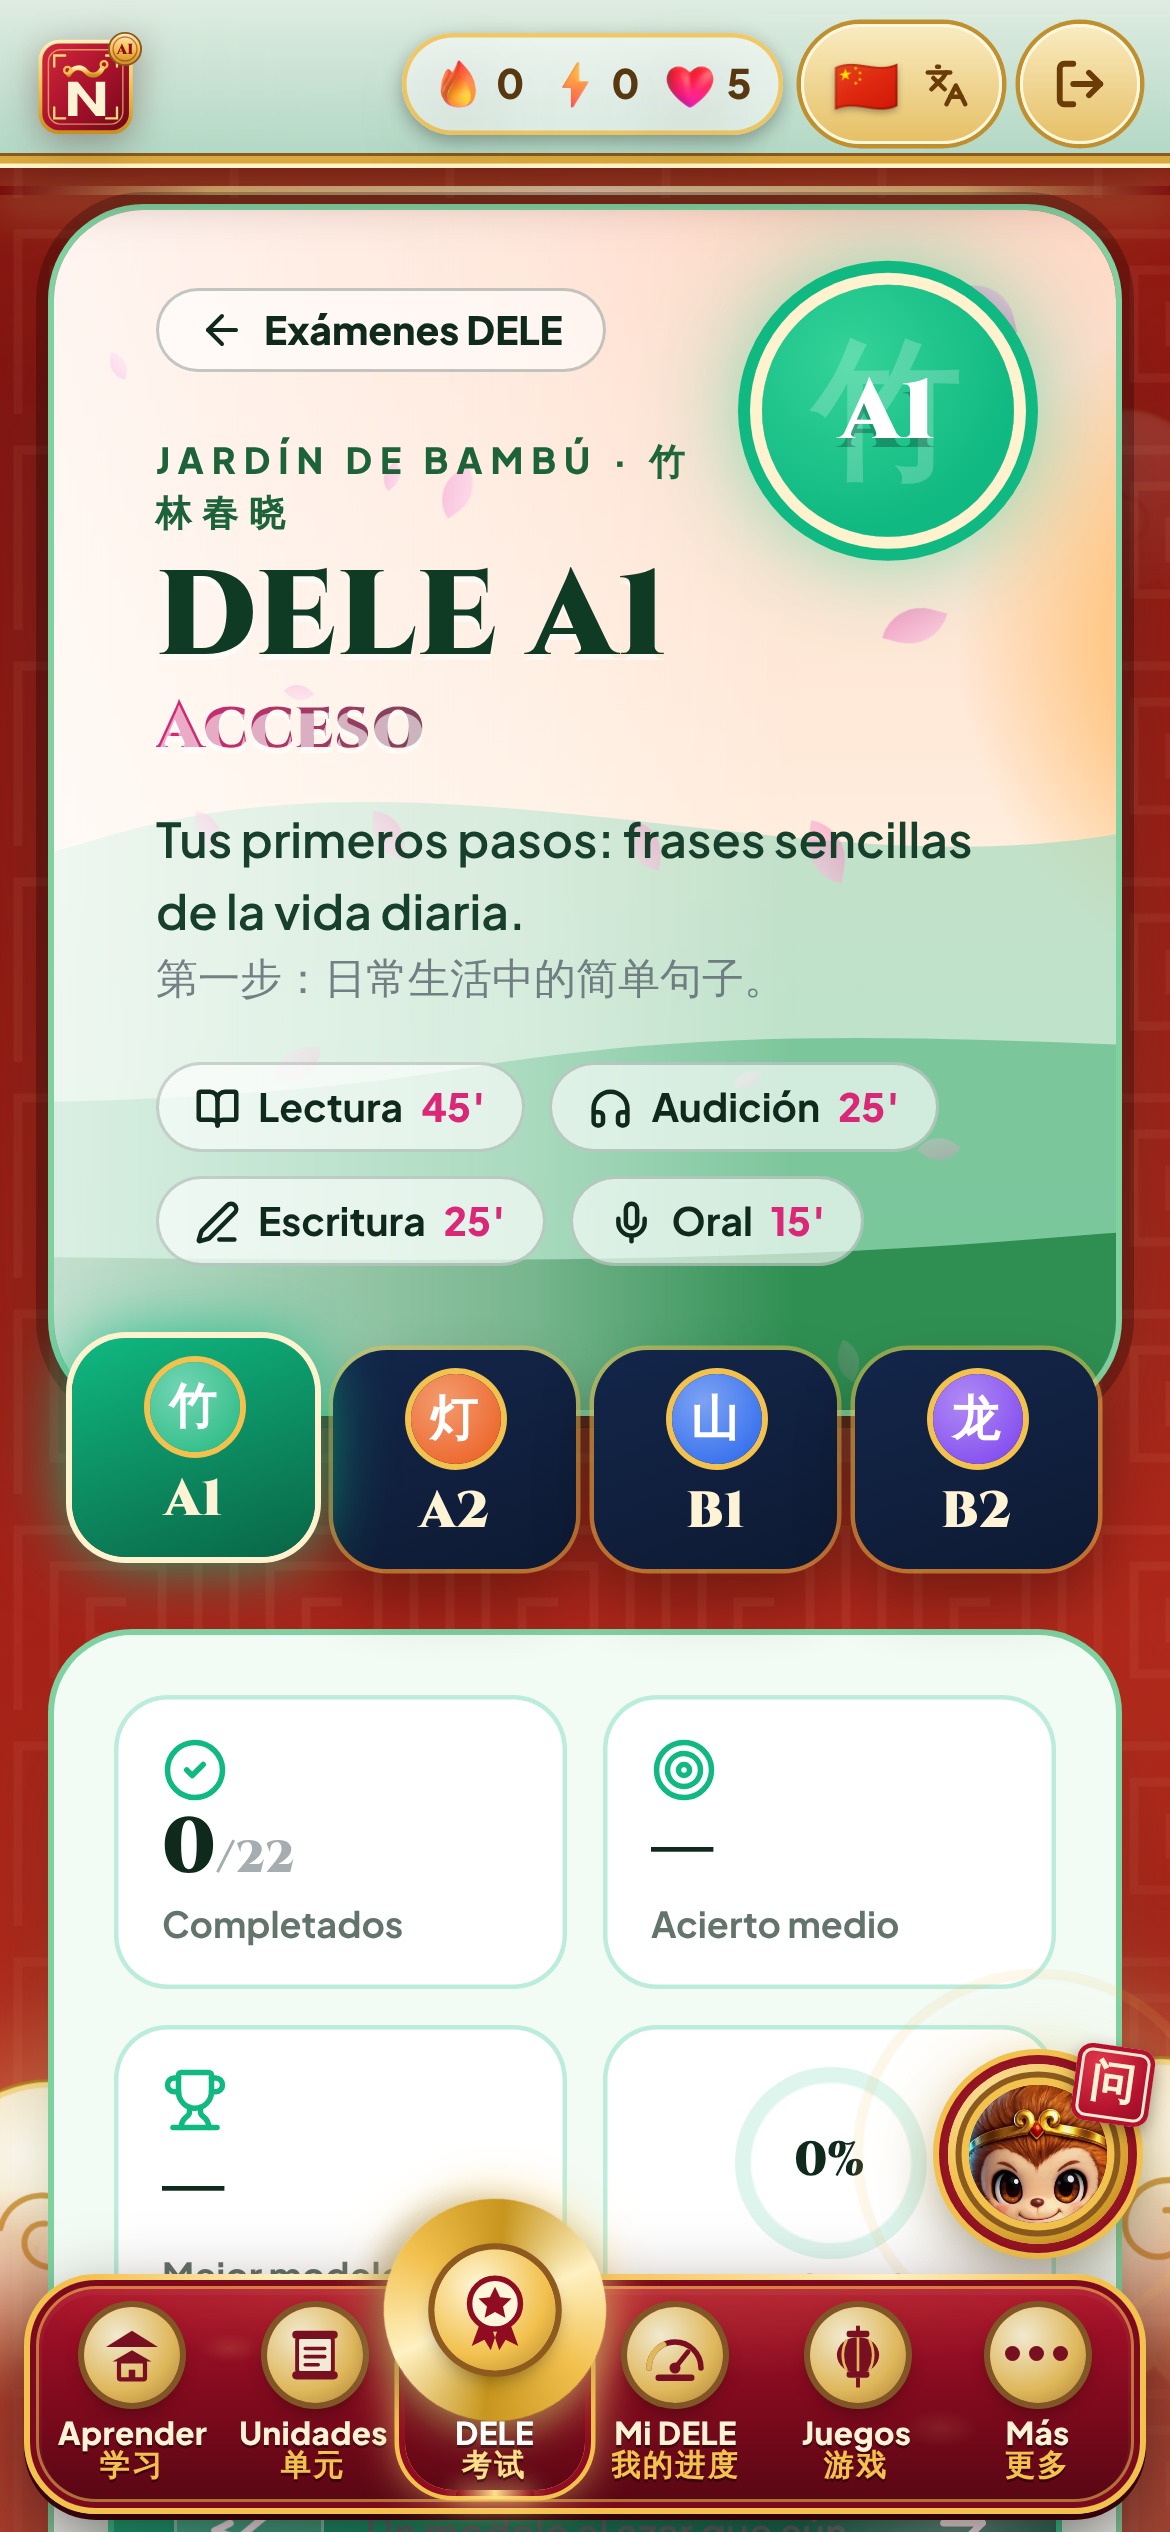 AI
Ñ
0 0 5
Exámenes DELE
竹
A1
JARDÍN DE BAMBÚ · 竹
林春晓
DELE A1
ACCESO
Tus primeros pasos: frases sencillas
de la vida diaria.
第一步：日常生活中的简单句子。
Lectura 45'
Audición 25'
Escritura 25'
Oral 15'
竹
A1
灯
A2
山
B1
龙
B2
0/22
Completados
—
Acierto medio
—
0%
问
Aprender
学习
Unidades
单元
DELE
考试
Mi DELE
我的进度
Juegos
游戏
Más
更多